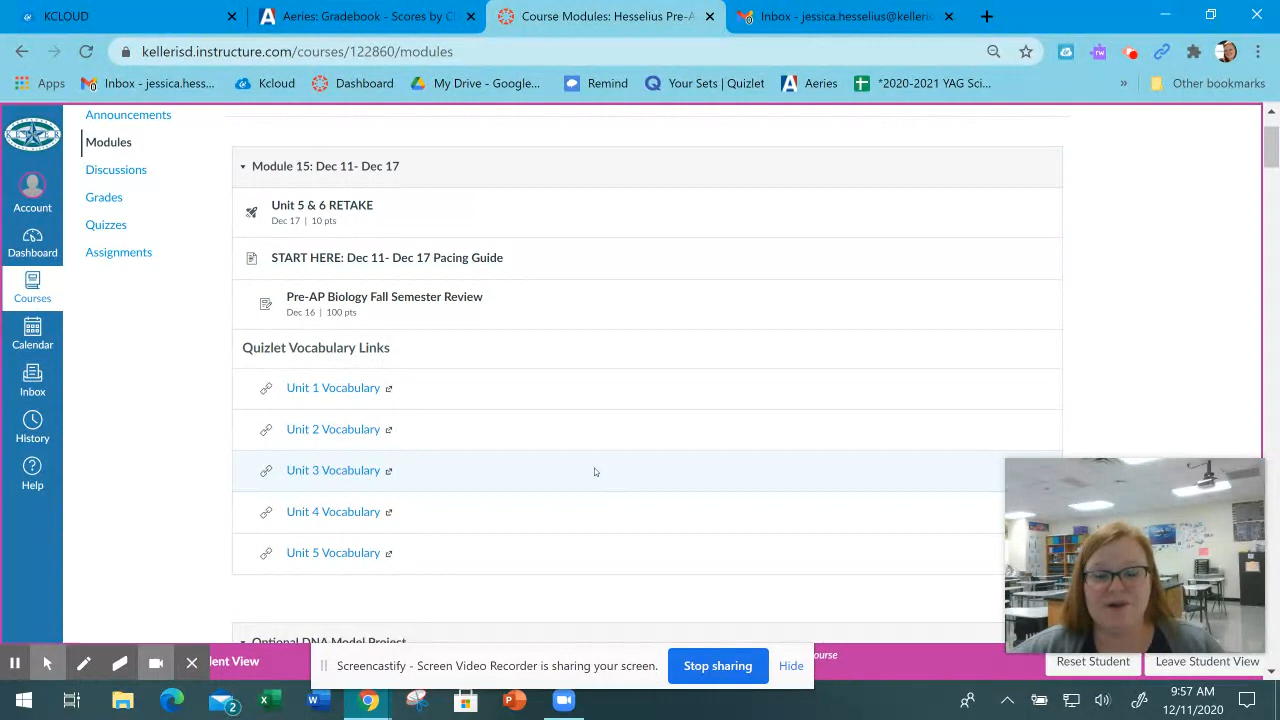 KCLOUD
Aeries: Gradebook - Scores by Cl
Course Modules: Hesselius Pre-A
Inbox - jessica.hesselius@kelleri
kellerisd.instructure.com/courses/122860/modules
Apps
Inbox - jessica.hess...
Kcloud
Dashboard
My Drive - Google...
Remind
Your Sets | Quizlet
Aeries
*2020-2021 YAG Sci...
Other bookmarks
KELLER
Account
Dashboard
Courses
Calendar
Inbox
History
Help
Announcements
Modules
Discussions
Grades
Quizzes
Assignments
Module 15: Dec 11- Dec 17
Unit 5 & 6 RETAKE
Dec 17 | 10 pts
START HERE: Dec 11- Dec 17 Pacing Guide
Pre-AP Biology Fall Semester Review
Dec 16 | 100 pts
Quizlet Vocabulary Links
Unit 1 Vocabulary
Unit 2 Vocabulary
Unit 3 Vocabulary
Unit 4 Vocabulary
Unit 5 Vocabulary
Optional DNA Model Project
dent View
Screencastify - Screen Video Recorder is sharing your screen.
Stop sharing
Hide
ourse
Reset Student
Leave Student View
2
9:57 AM
12/11/2020